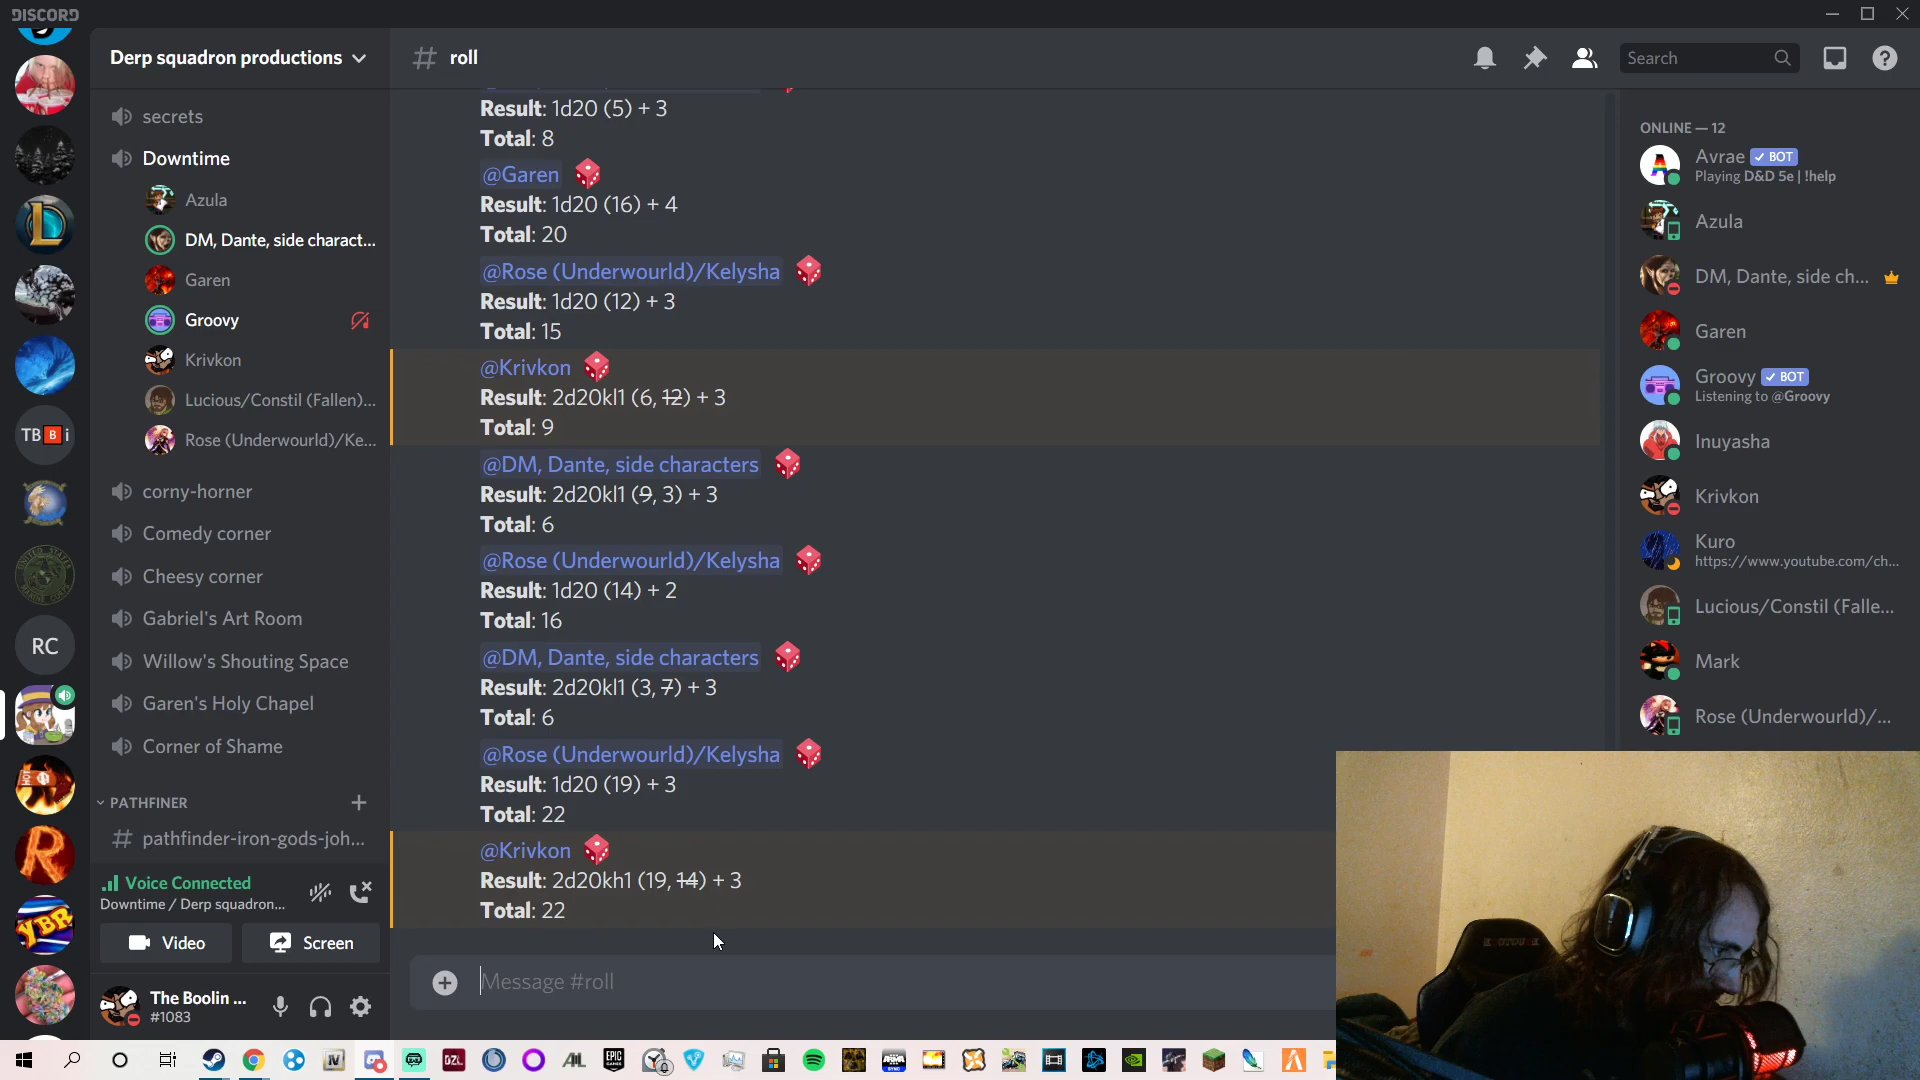 DISCORD
Derp squadron productions
roll
Search
secrets
Downtime
Azula
DM, Dante, side charact...
Garen
Groovy
Krivkon
Lucious/Constil (Fallen)...
Rose (Underwourld)/Ke...
corny-horner
Comedy corner
Cheesy corner
Gabriel's Art Room
Willow's Shouting Space
Garen's Holy Chapel
Corner of Shame
PATHFINER
pathfinder-iron-gods-joh...
Voice Connected
Downtime / Derp squadron...
Video
Screen
The Boolin ...
#1083
TB B i
RC
YBR
Result: 1d20 (5) + 3
Total: 8
@Garen
Result: 1d20 (16) + 4
Total: 20
@Rose (Underwourld)/Kelysha
Result: 1d20 (12) + 3
Total: 15
@Krivkon
Result: 2d20kl1 (6, 12) + 3
Total: 9
@DM, Dante, side characters
Result: 2d20kl1 (9, 3) + 3
Total: 6
@Rose (Underwourld)/Kelysha
Result: 1d20 (14) + 2
Total: 16
@DM, Dante, side characters
Result: 2d20kl1 (3, 7) + 3
Total: 6
@Rose (Underwourld)/Kelysha
Result: 1d20 (19) + 3
Total: 22
@Krivkon
Result: 2d20kh1 (19, 14) + 3
Total: 22
Message #roll
ONLINE — 12
Avrae BOT
Playing D&D 5e | !help
Azula
DM, Dante, side ch...
Garen
Groovy BOT
Listening to @Groovy
Inuyasha
Krivkon
Kuro
https://www.youtube.com/ch...
Lucious/Constil (Falle...
Mark
Rose (Underwourld)/...